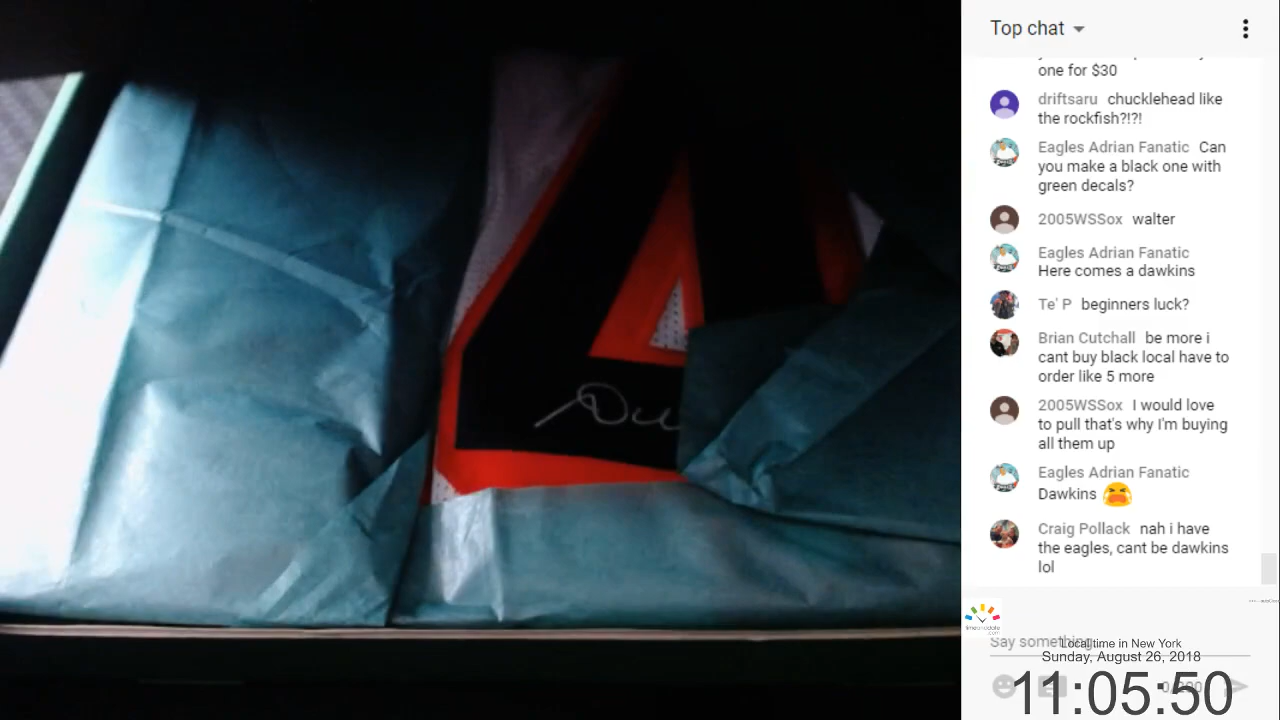 Top chat
one for $30
driftsaru chucklehead like
the rockfish?!?!
Eagles Adrian Fanatic Can
you make a black one with
green decals?
2005WSSox walter
Eagles Adrian Fanatic
Here comes a dawkins
Te' P beginners luck?
Brian Cutchall be more i
cant buy black local have to
order like 5 more
2005WSSox I would love
to pull that's why I'm buying
all them up
Eagles Adrian Fanatic
Dawkins
Craig Pollack nah i have
the eagles, cant be dawkins
lol
Say something...
Local time in New York
Sunday, August 26, 2018
11:05:50